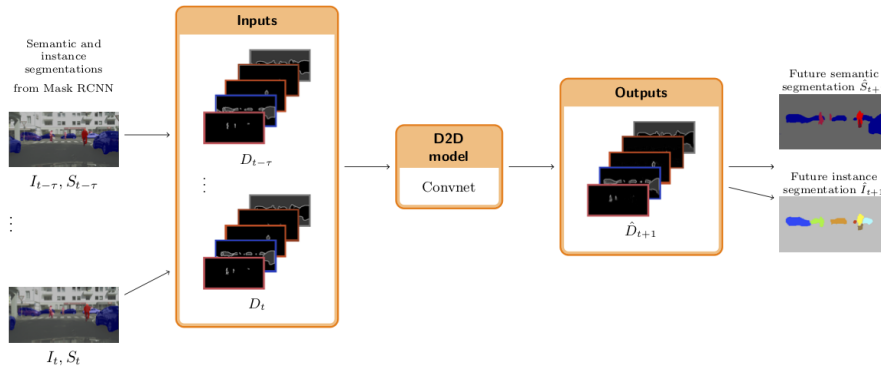 Semantic and
instance
segmentations
from Mask RCNN
I_{t-τ}, S_{t-τ}
⋮
I_t, S_t
Inputs
D_{t-τ}
⋮
D_t
D2D
model
Convnet
Outputs
D̂_{t+1}
Future semantic
segmentation Ŝ_{t+
Future instance
segmentation Î_{t+1